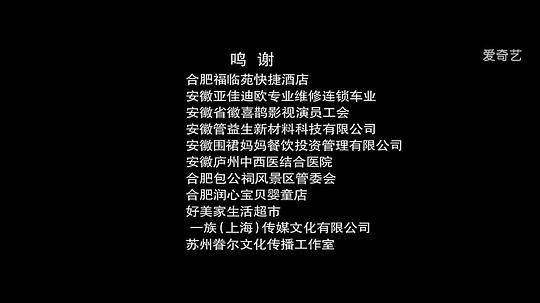 爱奇艺
鸣 谢
合肥福临苑快捷酒店
安徽亚佳迪欧专业维修连锁车业
安徽省徽喜鹊影视演员工会
安徽管益生新材料科技有限公司
安徽围裙妈妈餐饮投资管理有限公司
安徽庐州中西医结合医院
合肥包公祠风景区管委会
合肥润心宝贝婴童店
好美家生活超市
一族(上海)传媒文化有限公司
苏州眷尔文化传播工作室